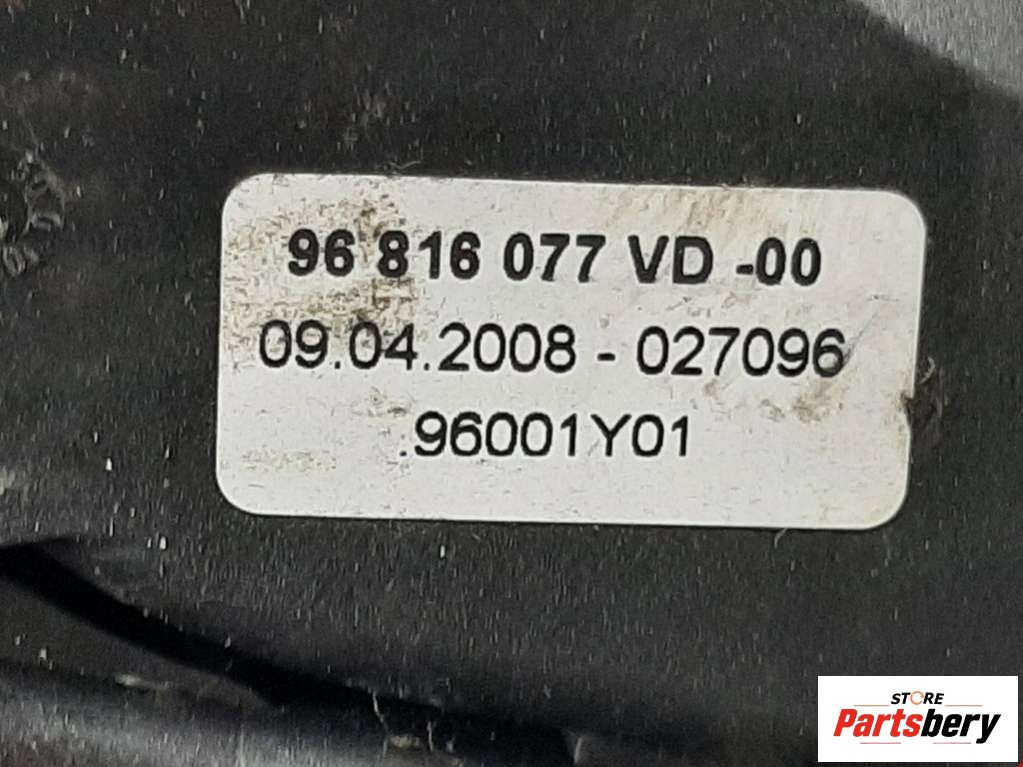 96 816 077 VD -00
09.04.2008 - 027096
.96001Y01
STORE
Partsbery